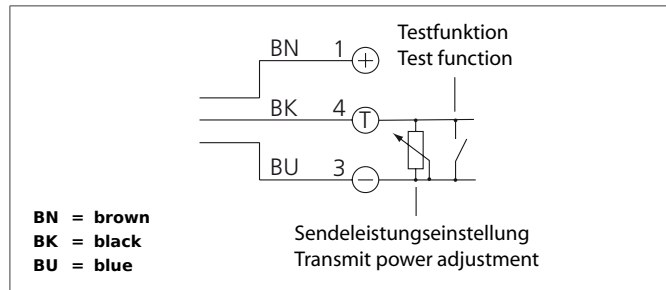 Testfunktion
Test function
BN 1 +
BK 4 T
BU 3 −
BN = brown
BK = black
BU = blue
Sendeleistungseinstellung
Transmit power adjustment